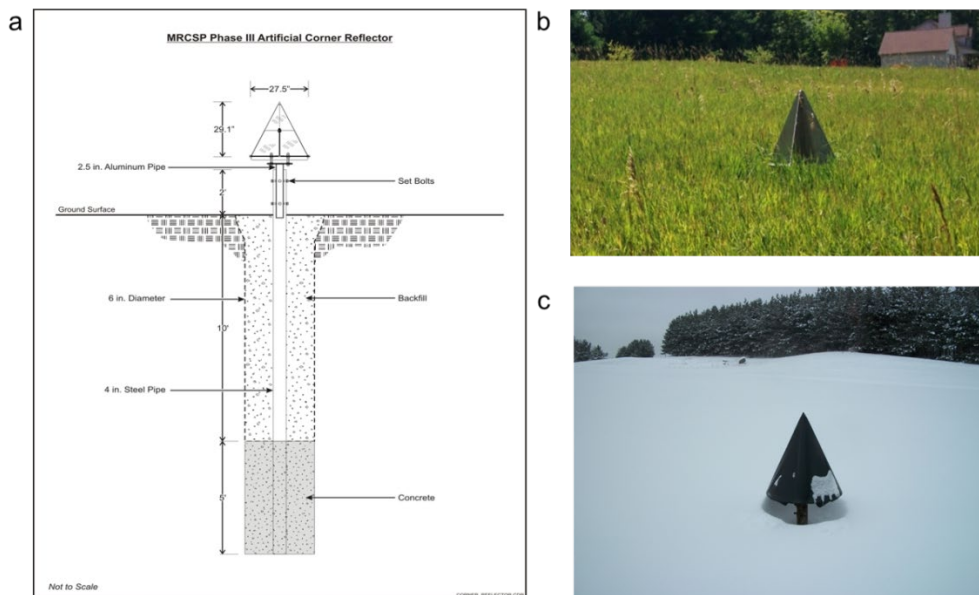 a
MRCSP Phase III Artificial Corner Reflector
27.5"
29.1"
2.5 in. Aluminum Pipe
2'
Set Bolts
Ground Surface
6 in. Diameter
Backfill
10'
4 in. Steel Pipe
5'
Concrete
Not to Scale
b
c